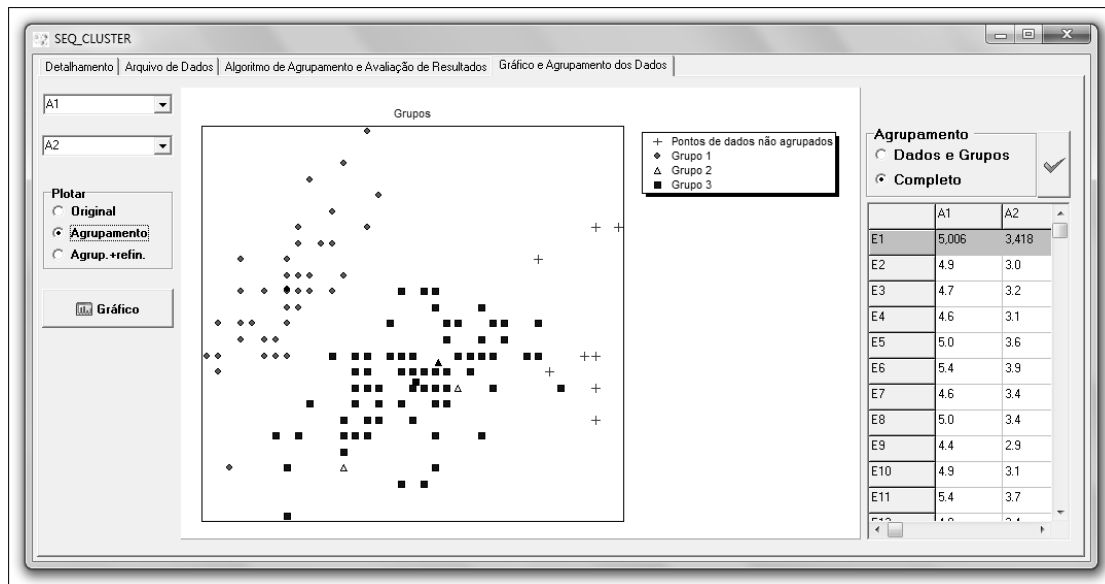 SEQ_CLUSTER
Detalhamento Arquivo de Dados Algoritmo de Agrupamento e Avaliação de Resultados Gráfico e Agrupamento dos Dados
A1
A2
Plotar
Original
Agrupamento
Agrup.+refin.
Gráfico
Grupos
Pontos de dados não agrupados
Grupo 1
Grupo 2
Grupo 3
Agrupamento
Dados e Grupos
Completo
A1 A2
E1 5,006 3,418
E2 4.9 3.0
E3 4.7 3.2
E4 4.6 3.1
E5 5.0 3.6
E6 5.4 3.9
E7 4.6 3.4
E8 5.0 3.4
E9 4.4 2.9
E10 4.9 3.1
E11 5.4 3.7